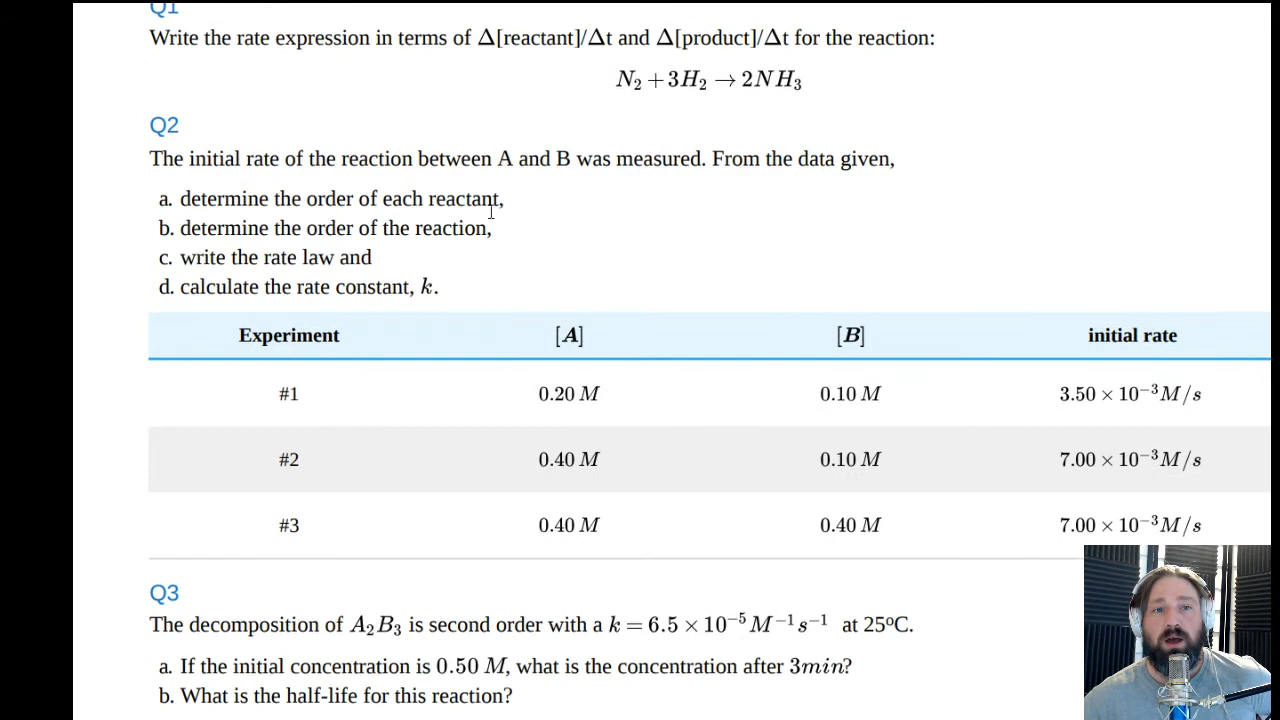 Q1
Write the rate expression in terms of Δ[reactant]/Δt and Δ[product]/Δt for the reaction:
N₂ + 3H₂ → 2NH₃
Q2
The initial rate of the reaction between A and B was measured. From the data given,
a. determine the order of each reactant,
b. determine the order of the reaction,
c. write the rate law and
d. calculate the rate constant, k.
Experiment [A] [B] initial rate
#1 0.20 M 0.10 M 3.50 × 10⁻³ M/s
#2 0.40 M 0.10 M 7.00 × 10⁻³ M/s
#3 0.40 M 0.40 M 7.00 × 10⁻³ M/s
Q3
The decomposition of A₂B₃ is second order with a k = 6.5 × 10⁻⁵ M⁻¹s⁻¹ at 25ºC.
a. If the initial concentration is 0.50 M, what is the concentration after 3min?
b. What is the half-life for this reaction?